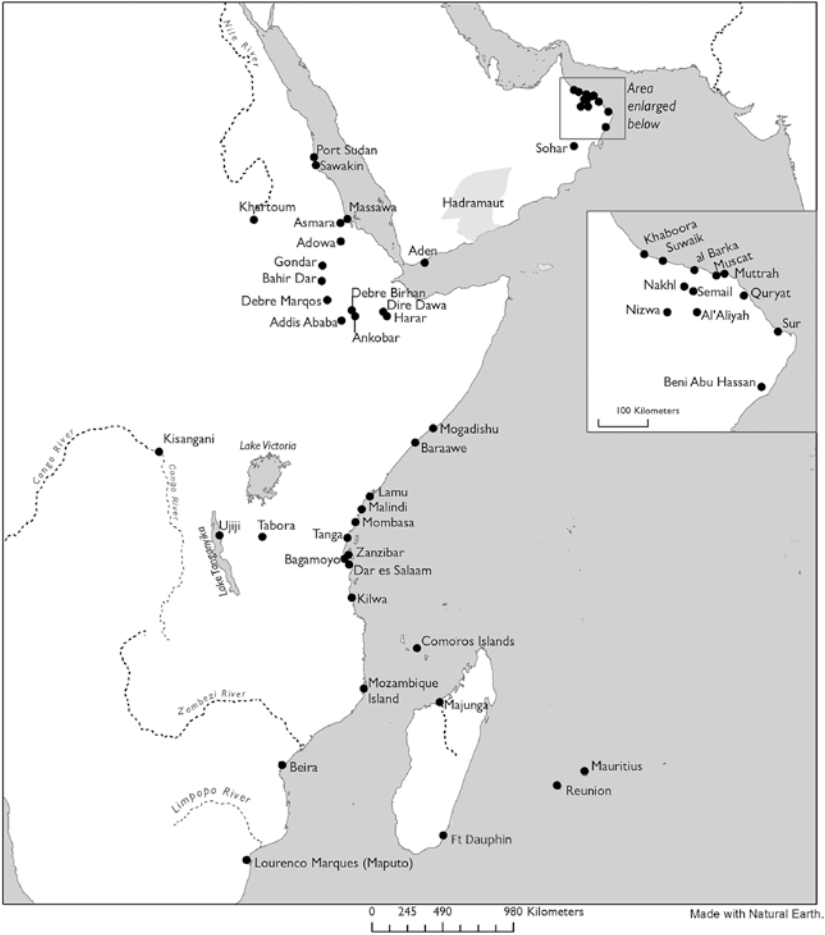 Nile River
Area
enlarged
below
Port Sudan
Sawakin
Sohar
Hadramaut
Khartoum
Massawa
Asmara
Adowa
Aden
Gondar
Bahir Dar
Debre Birhan
Debre Marqos
Dire Dawa
Addis Ababa
Harar
Ankobar
Khaboora
Suwaik
al Barka
Muscat
Muttrah
Nakhl
Semail
Quryat
Nizwa
Al'Aliyah
Sur
Beni Abu Hassan
100 Kilometers
Mogadishu
Baraawe
Congo River
Kisangani
Congo River
Lake Victoria
Lamu
Malindi
Mombasa
Ujiji
Tabora
Tanga
Lake Tanganyika
Zanzibar
Bagamoyo
Dar es Salaam
Kilwa
Comoros Islands
Mozambique
Island
Zambezi River
Majunga
Beira
Mauritius
Reunion
Limpopo River
Ft Dauphin
Lourenco Marques (Maputo)
0 245 490 980 Kilometers
Made with Natural Earth.